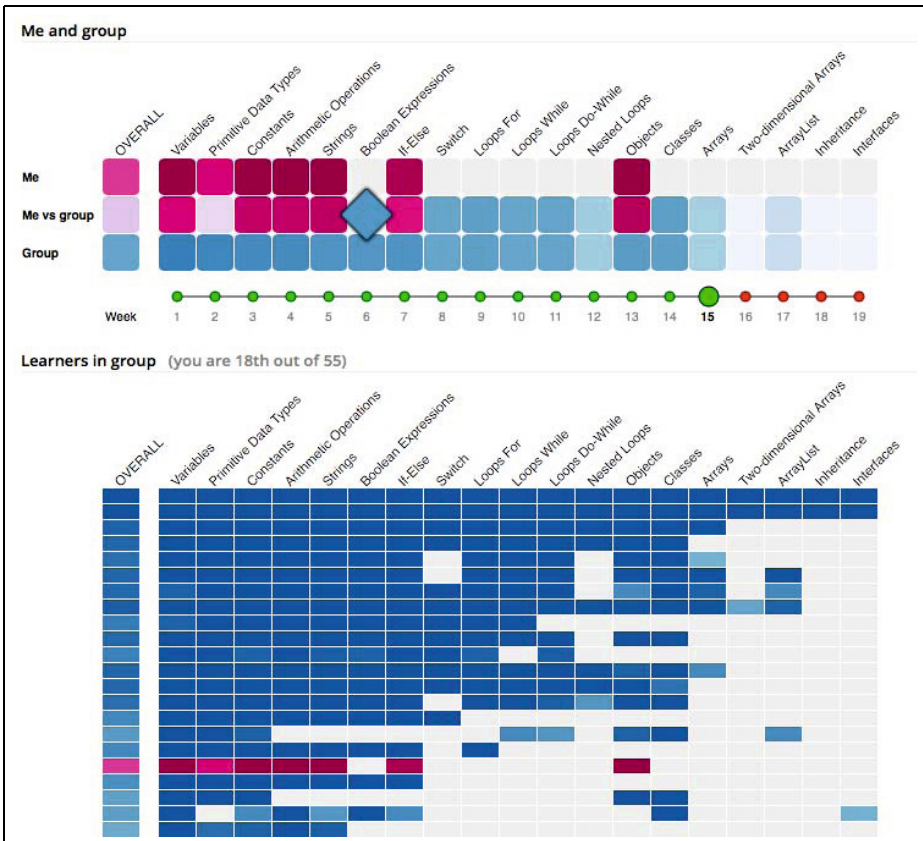 Me and group
OVERALL
Variables
Primitive Data Types
Constants
Arithmetic Operations
Strings
Boolean Expressions
If-Else
Switch
Loops For
Loops While
Loops Do-While
Nested Loops
Objects
Classes
Arrays
Two-dimensional Arrays
ArrayList
Inheritance
Interfaces
Me
Me vs group
Group
Week 1 2 3 4 5 6 7 8 9 10 11 12 13 14 15 16 17 18 19
Learners in group (you are 18th out of 55)
OVERALL
Variables
Primitive Data Types
Constants
Arithmetic Operations
Strings
Boolean Expressions
If-Else
Switch
Loops For
Loops While
Loops Do-While
Nested Loops
Objects
Classes
Arrays
Two-dimensional Arrays
ArrayList
Inheritance
Interfaces